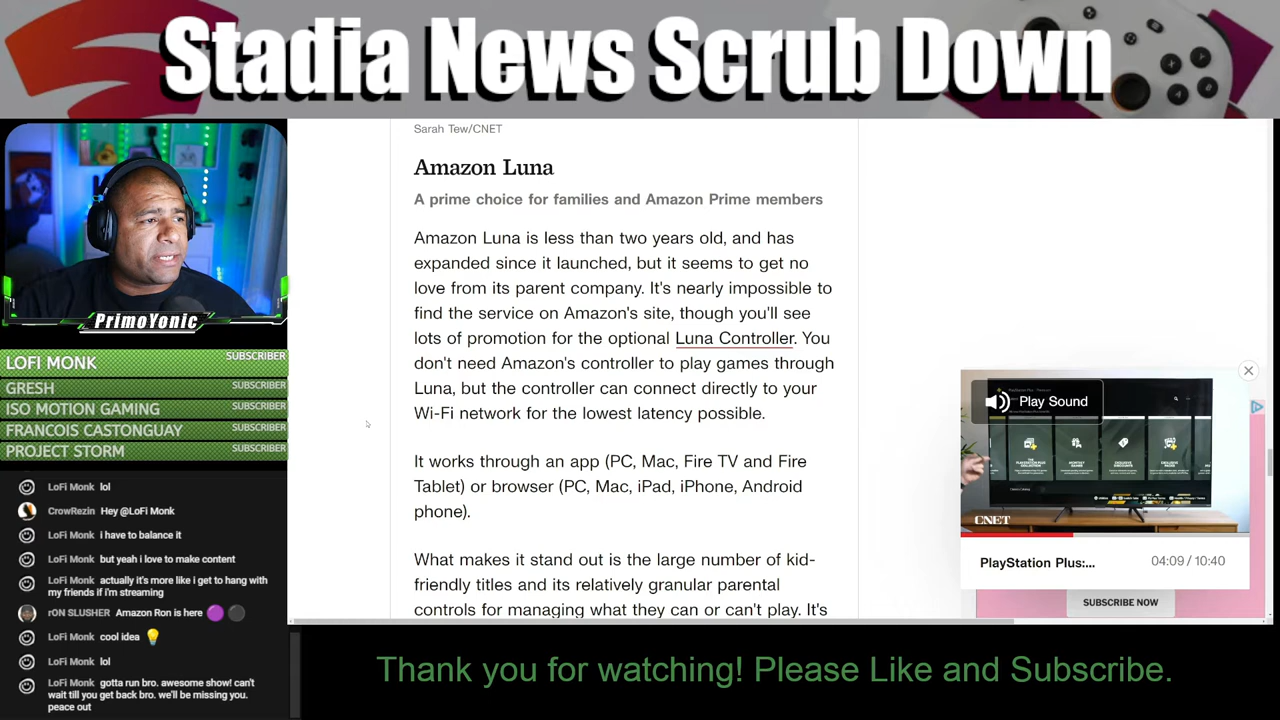 Stadia News Scrub Down
Sarah Tew/CNET
Amazon Luna
A prime choice for families and Amazon Prime members
Amazon Luna is less than two years old, and has
expanded since it launched, but it seems to get no
love from its parent company. It's nearly impossible to
find the service on Amazon's site, though you'll see
lots of promotion for the optional Luna Controller. You
don't need Amazon's controller to play games through
Luna, but the controller can connect directly to your
Wi-Fi network for the lowest latency possible.
It works through an app (PC, Mac, Fire TV and Fire
Tablet) or browser (PC, Mac, iPad, iPhone, Android
phone).
What makes it stand out is the large number of kid-
friendly titles and its relatively granular parental
controls for managing what they can or can't play. It's
PrimoYonic
LOFI MONK SUBSCRIBER
GRESH SUBSCRIBER
ISO MOTION GAMING SUBSCRIBER
FRANCOIS CASTONGUAY SUBSCRIBER
PROJECT STORM SUBSCRIBER
LoFi Monk lol
CrowRezin Hey @LoFi Monk
LoFi Monk i have to balance it
LoFi Monk but yeah i love to make content
LoFi Monk actually it's more like i get to hang with
my friends if i'm streaming
rON SLUSHER Amazon Ron is here
LoFi Monk cool idea
LoFi Monk lol
LoFi Monk gotta run bro. awesome show! can't
wait till you get back bro. we'll be missing you.
peace out
Play Sound
CNET
PlayStation Plus:...
04:09 / 10:40
SUBSCRIBE NOW
Thank you for watching! Please Like and Subscribe.